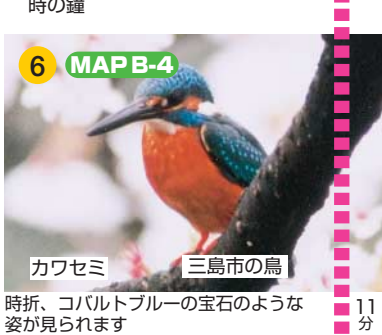 時の鐘
6 MAP B-4
カワセミ
三島市の鳥
時折、コバルトブルーの宝石のような
姿が見られます
11
分